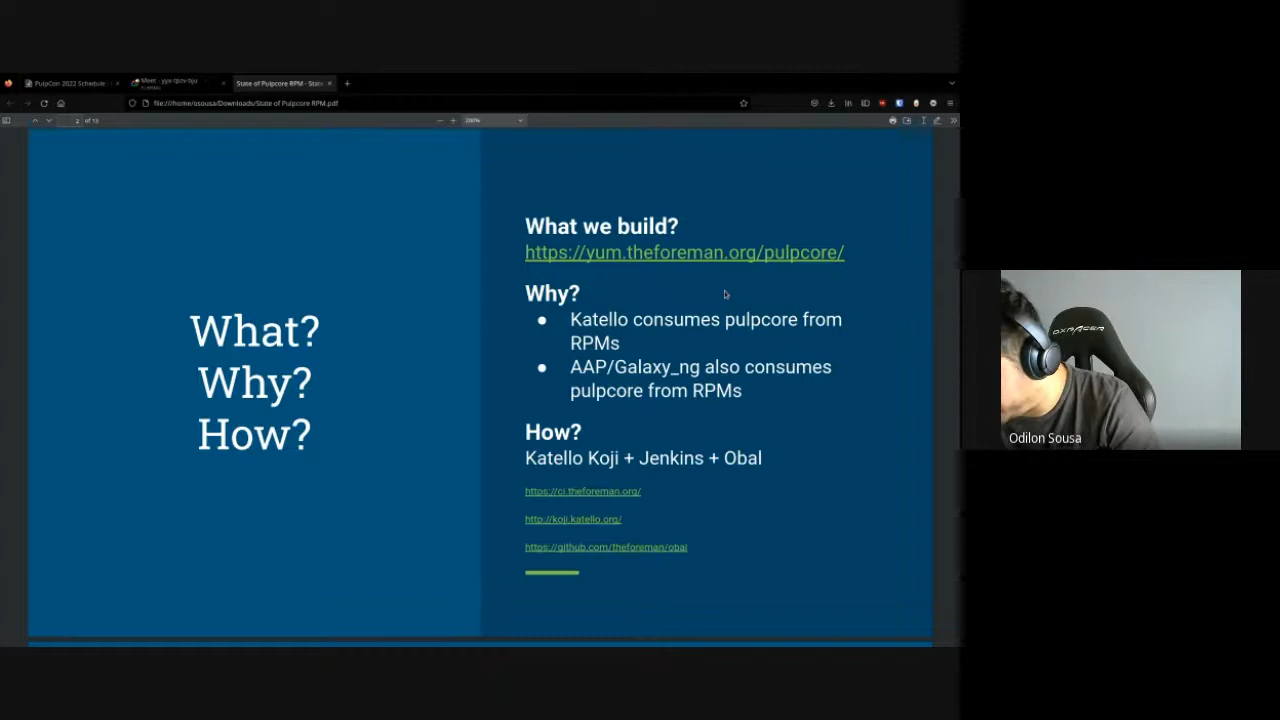 PulpCon 2022 Schedule
Meet - yyx-tpov-bju
State of Pulpcore RPM - State
file:///home/osousa/Downloads/State of Pulpcore RPM.pdf
2 of 13
200%
What?
Why?
How?
What we build?
https://yum.theforeman.org/pulpcore/
Why?
● Katello consumes pulpcore from
RPMs
● AAP/Galaxy_ng also consumes
pulpcore from RPMs
How?
Katello Koji + Jenkins + Obal
https://ci.theforeman.org/
http://koji.katello.org/
https://github.com/theforeman/obal
DXRACER
Odilon Sousa